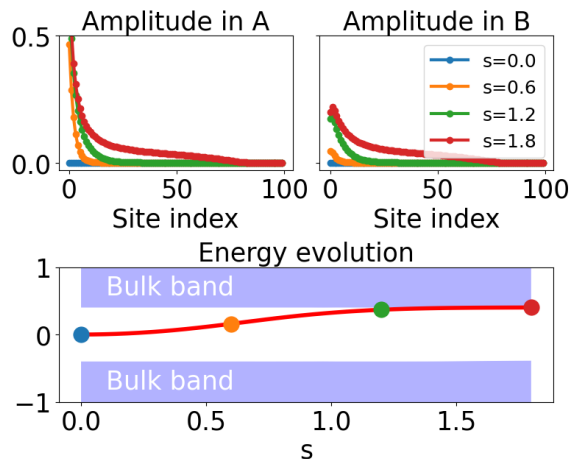 Amplitude in A
Amplitude in B
0.5
0.0
0
50
100
0
50
100
Site index
Site index
s=0.0
s=0.6
s=1.2
s=1.8
Energy evolution
1
0
−1
Bulk band
Bulk band
0.0
0.5
1.0
1.5
s